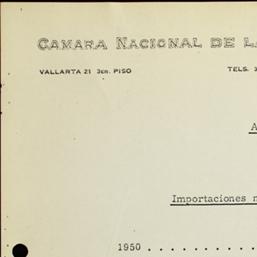 CAMARA NACIONAL DE
VALLARTA 21 3ER. PISO TELS.
Importaciones
1950 . . . . . . . . . .